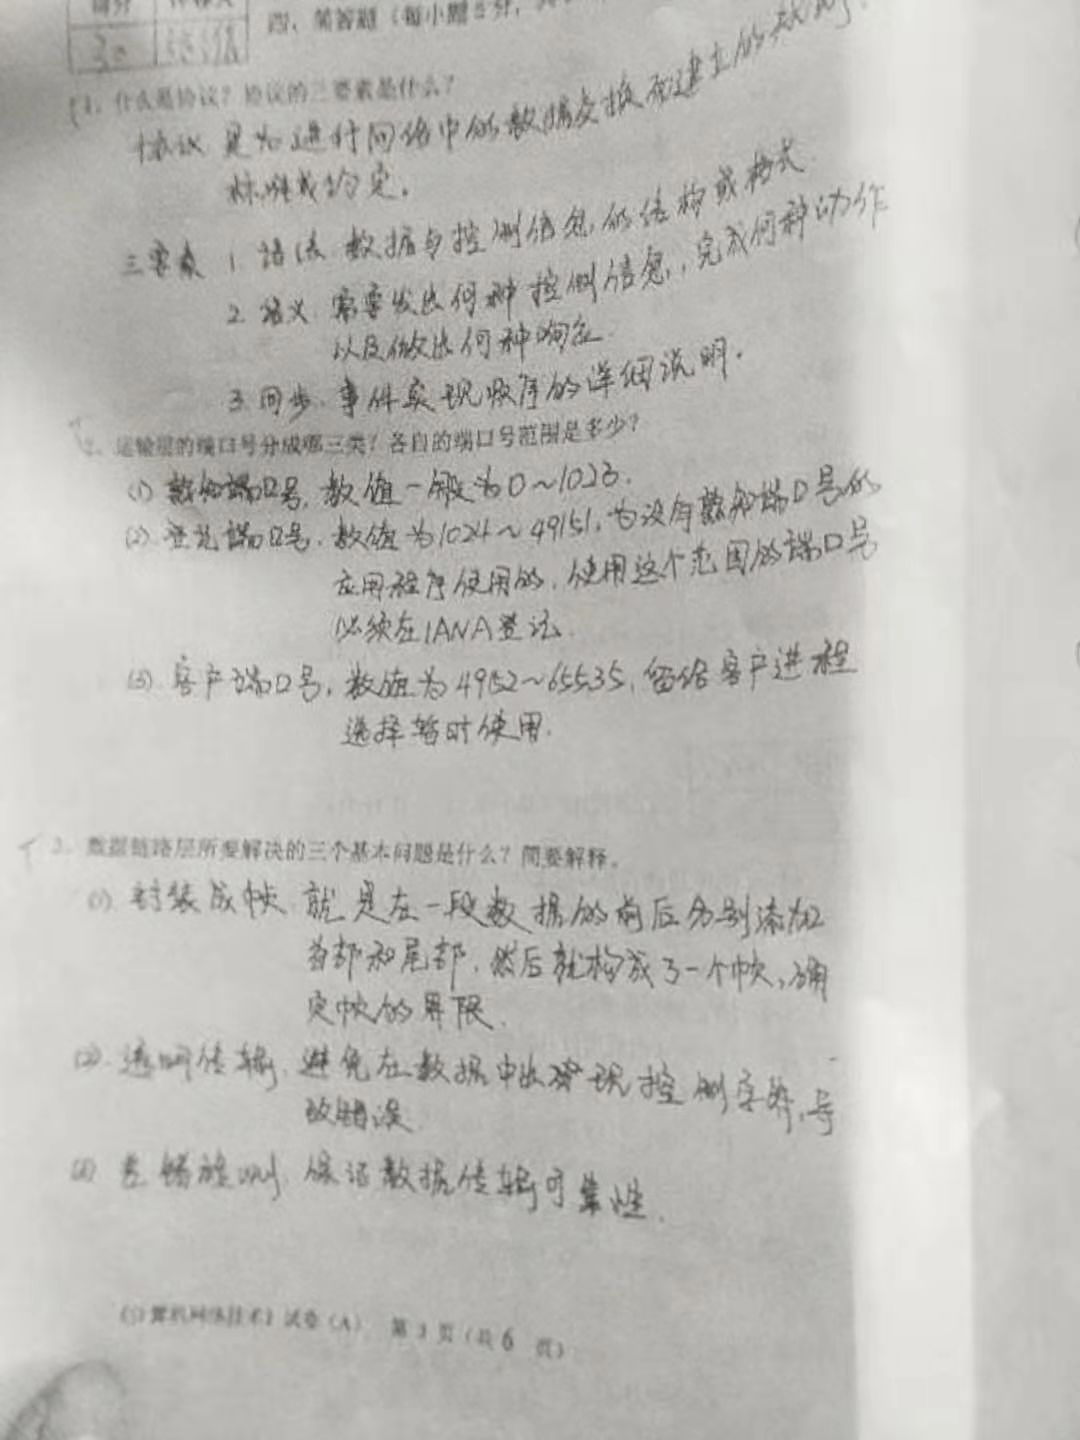 得分
四、简答题（每小题5分，
1、什么是协议？协议的三要素是什么？
协议是为进行网络中的数据交换而建立的规则、
标准或约定。
三要素 1. 语法 数据与控制信息的结构或格式
2. 语义 需要发出何种控制信息，完成何种动作
以及做出何种响应
3. 同步 事件实现顺序的详细说明.
2、运输层的端口号分成哪三类？各自的端口号范围是多少？
(1) 熟知端口号，数值一般为0~1023.
(2) 登记端口号. 数值为1024~49151，为没有熟知端口号的
应用程序使用的，使用这个范围的端口号
必须在IANA登记.
(3) 客户端口号，数值为4952~65535，留给客户进程
选择暂时使用.
3、数据链路层所要解决的三个基本问题是什么？简要解释。
(1) 封装成帧 就是在一段数据的前后分别添加
首部和尾部，然后就构成了一个帧，确
定帧的界限.
(2) 透明传输. 避免在数据中出现控制字符，导
致错误
(3) 差错检测. 保证数据传输可靠性.
《计算机网络技术》试卷（A） 第 3 页（共 6 页）